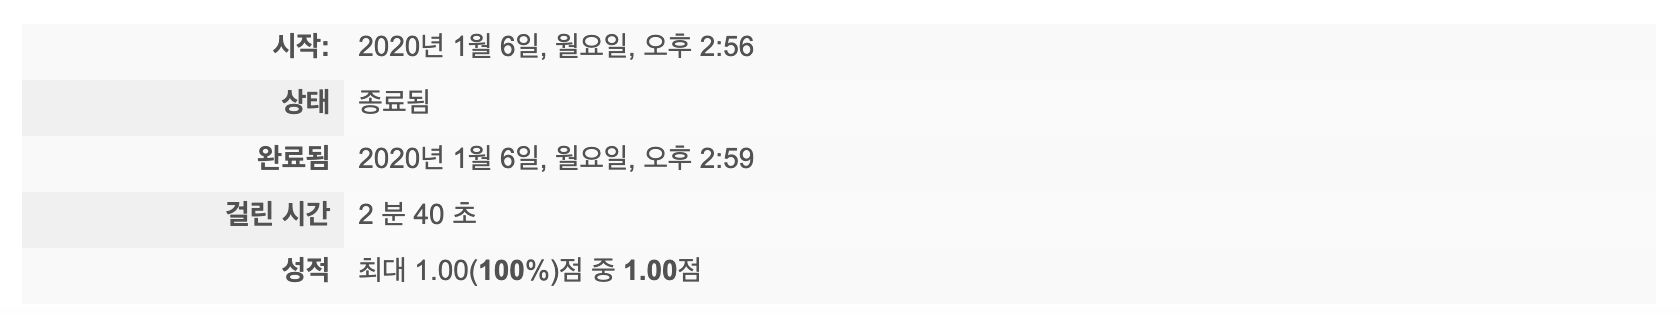 시작: 2020년 1월 6일, 월요일, 오후 2:56
상태 종료됨
완료됨 2020년 1월 6일, 월요일, 오후 2:59
걸린 시간 2 분 40 초
성적 최대 1.00(100%)점 중 1.00점